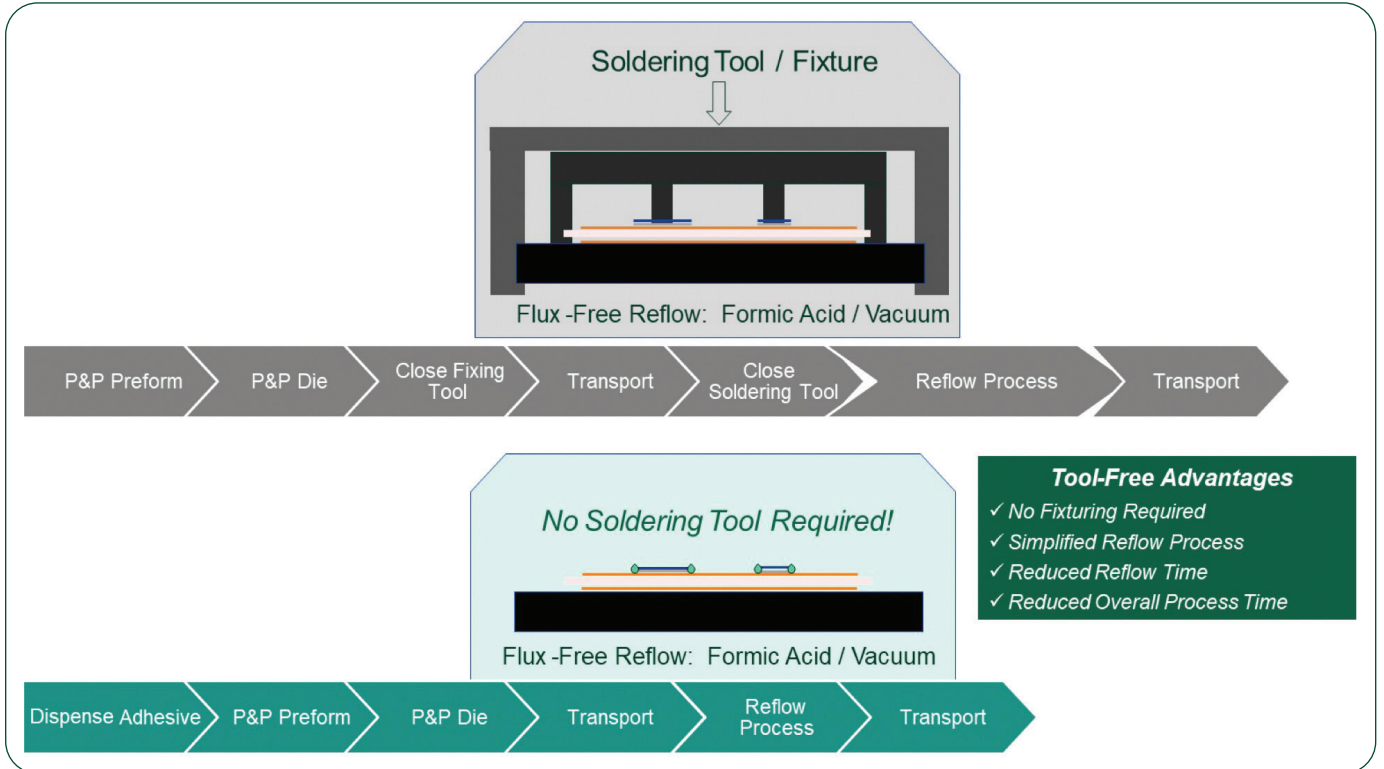 Soldering Tool / Fixture
Flux -Free Reflow: Formic Acid / Vacuum
P&P Preform
P&P Die
Close Fixing
Tool
Transport
Close
Soldering Tool
Reflow Process
Transport
No Soldering Tool Required!
Flux -Free Reflow: Formic Acid / Vacuum
Tool-Free Advantages
✓ No Fixturing Required
✓ Simplified Reflow Process
✓ Reduced Reflow Time
✓ Reduced Overall Process Time
Dispense Adhesive
P&P Preform
P&P Die
Transport
Reflow
Process
Transport